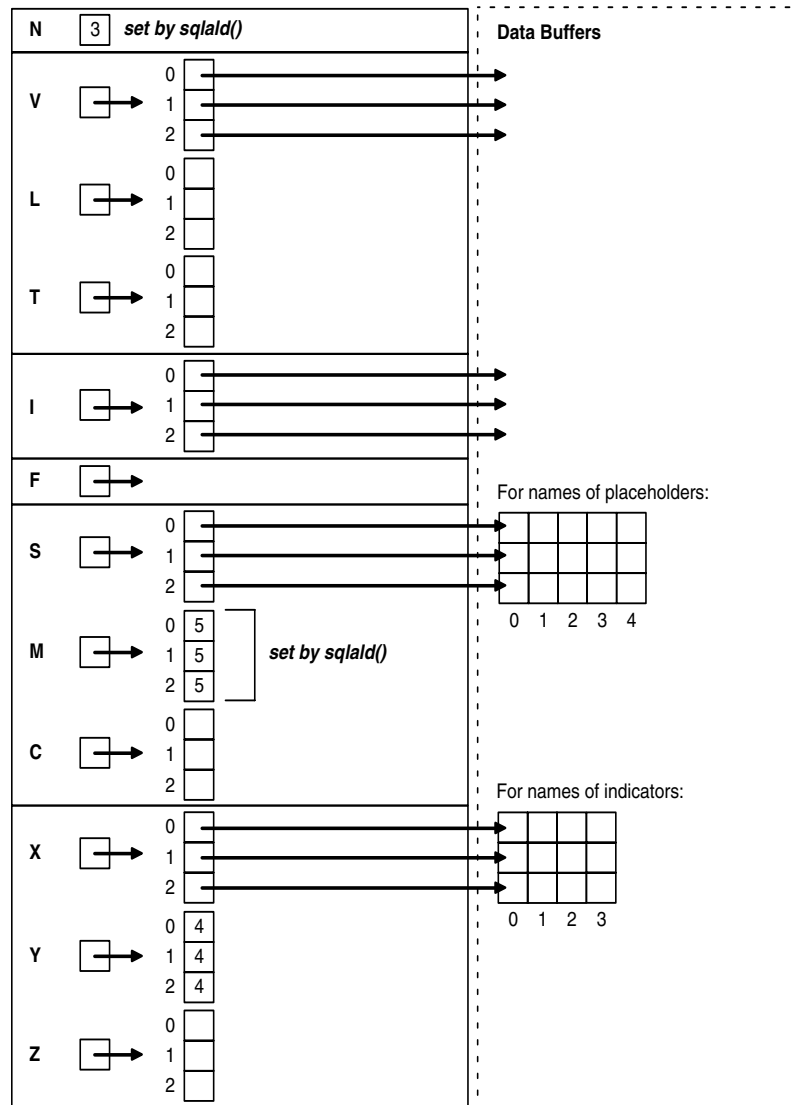 N 3 set by sqlald()
Data Buffers
0
V 1
2
0
L 1
2
0
T 1
2
0
I 1
2
F
For names of placeholders:
0
S 1
2
0 1 2 3 4
0 5
M 1 5 set by sqlald()
2 5
0
C 1
2
For names of indicators:
0
X 1
2
0 1 2 3
0 4
Y 1 4
2 4
0
Z 1
2